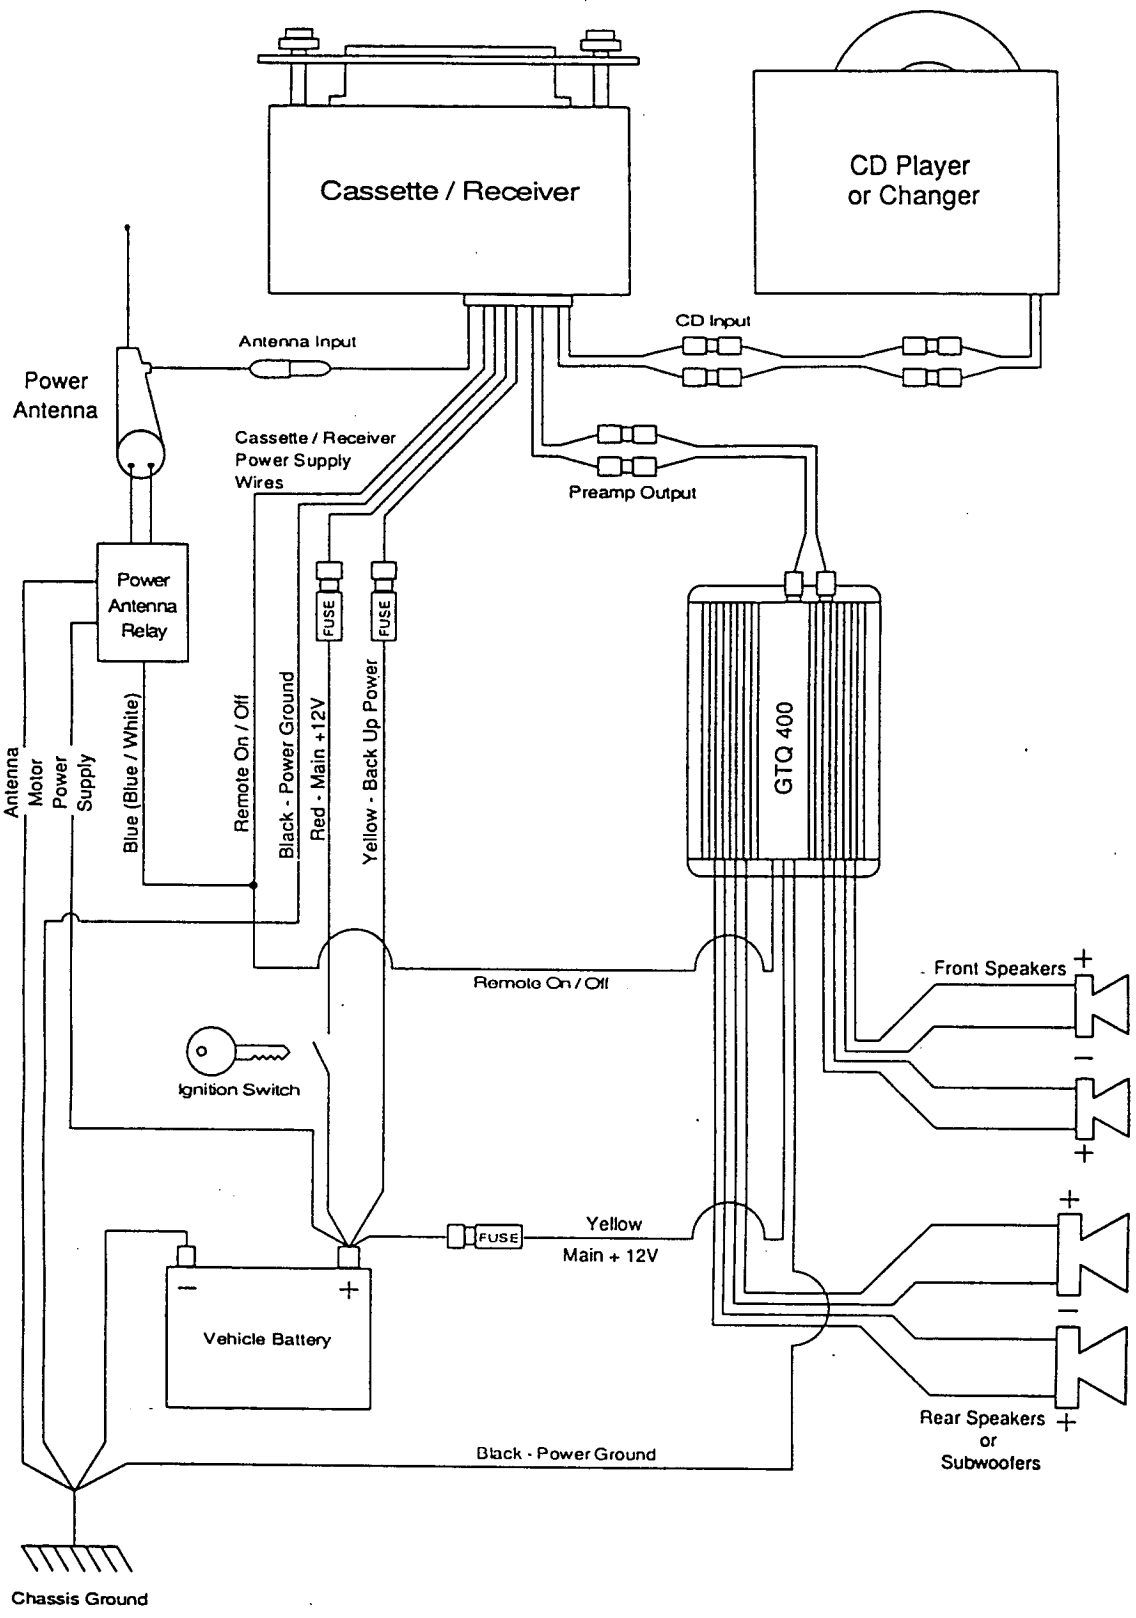 Cassette / Receiver
CD Player
or Changer
CD Input
Antenna Input
Power
Antenna
Cassette / Receiver
Power Supply
Wires
Preamp Output
Power
Antenna
Relay
FUSE
FUSE
GTQ 400
Antenna
Motor
Power
Supply
Blue (Blue / White)
Remote On / Off
Black - Power Ground
Red - Main +12V
Yellow - Back Up Power
Remote On / Off
Front Speakers
+
−
+
Ignition Switch
Yellow
FUSE
Main + 12V
+
−
+
− +
Vehicle Battery
Rear Speakers
or
Subwoofers
Black - Power Ground
Chassis Ground